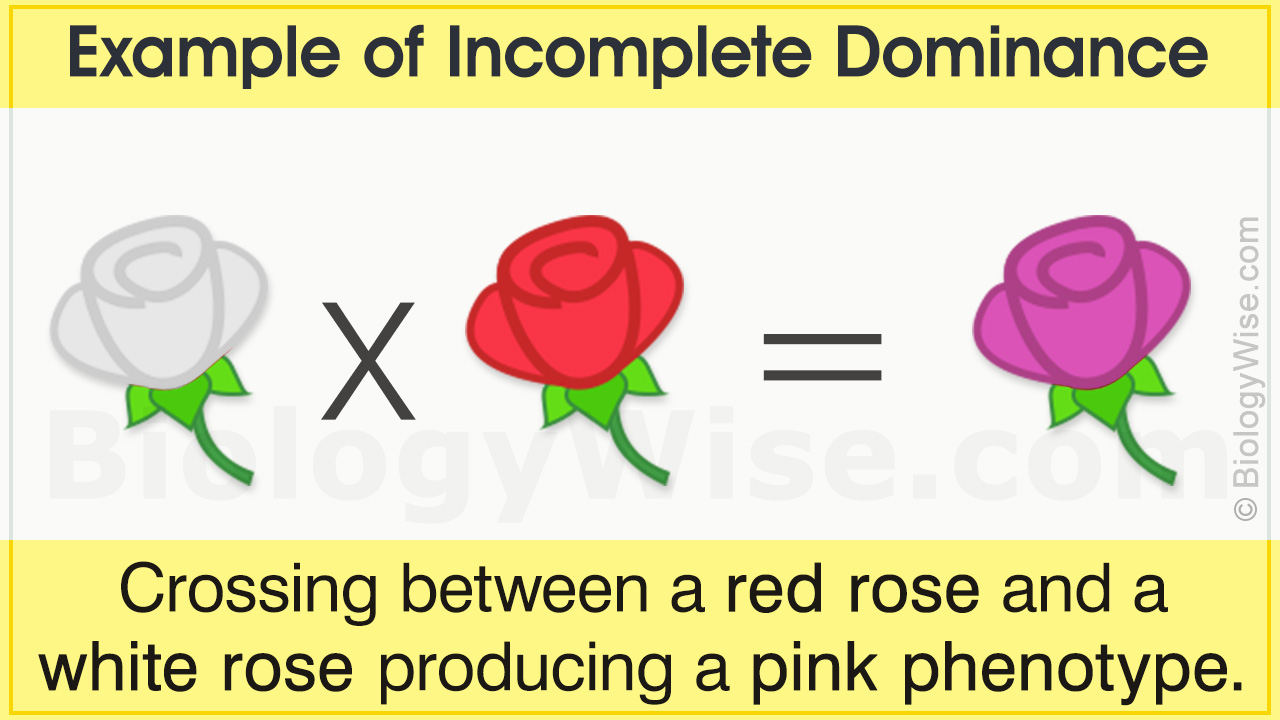 Example of Incomplete Dominance
X
=
BiologyWise.com
© BiologyWise.com
Crossing between a red rose and a
white rose producing a pink phenotype.